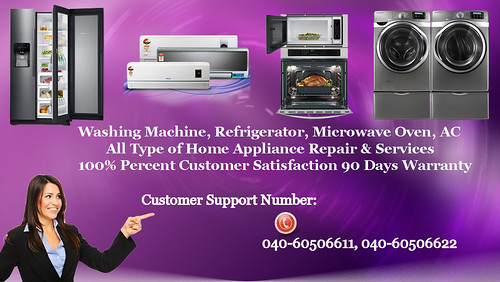 Washing Machine, Refrigerator, Microwave Oven, AC
All Type of Home Appliance Repair & Services
100% Percent Customer Satisfaction 90 Days Warranty
Customer Support Number:
040-60506611, 040-60506622